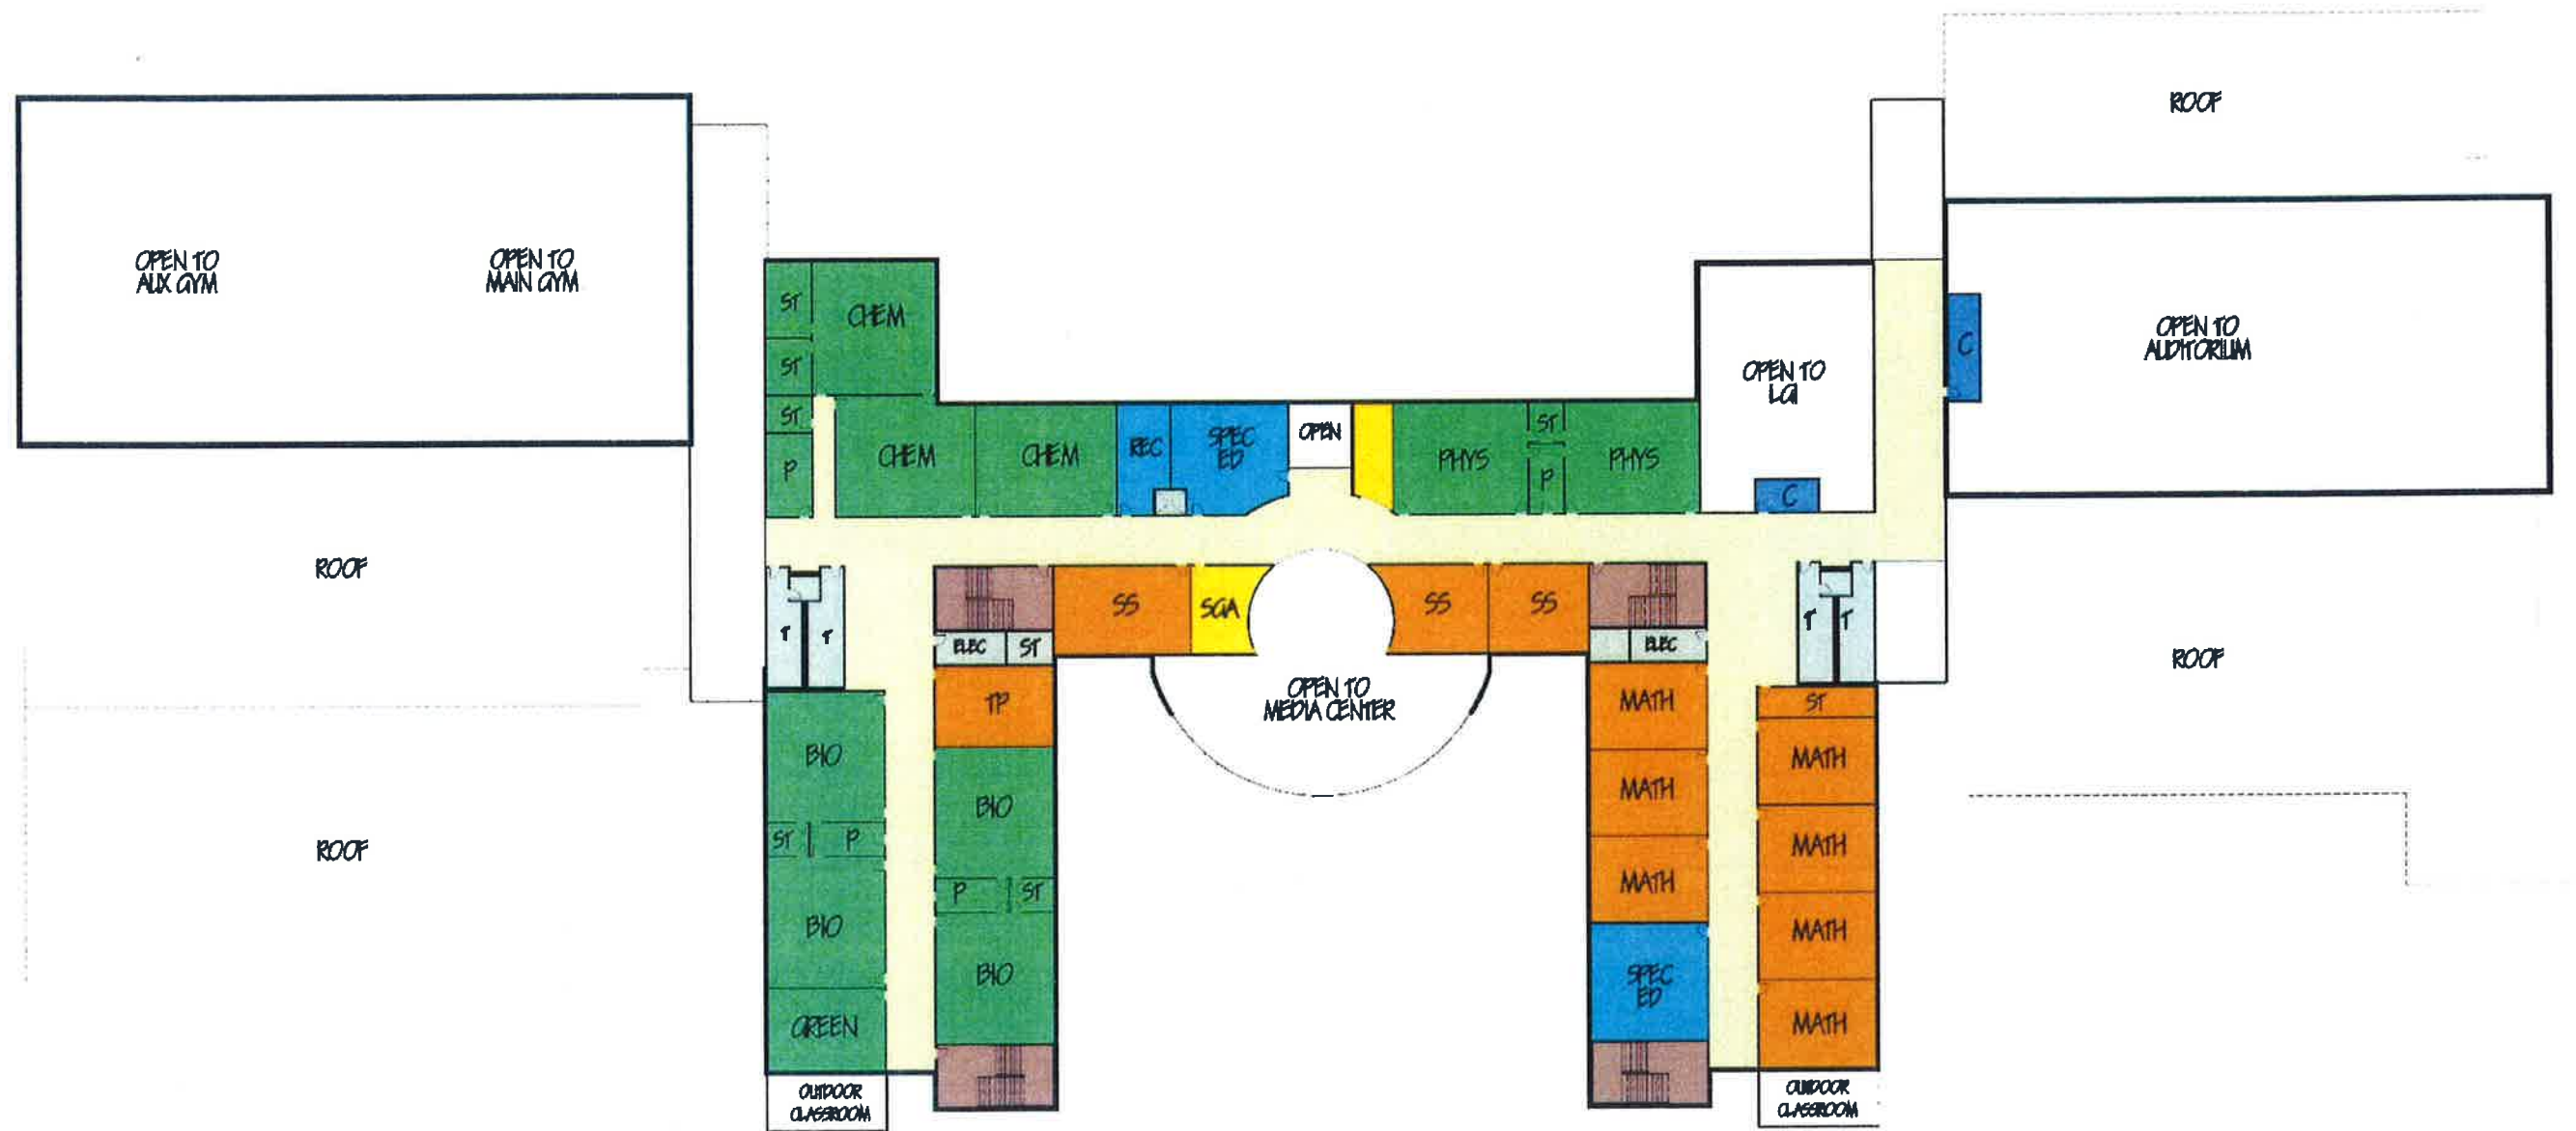 ROOF
OPEN TO
AUX GYM
OPEN TO
MAIN GYM
ST
CHEM
ST
ST
P
CHEM
CHEM
REC
SPEC
ED
OPEN
PHYS
ST
P
PHYS
OPEN TO
LGI
C
C
OPEN TO
AUDITORIUM
ROOF
T
T
ELEC
ST
SS
SGA
SS
SS
ELEC
T
T
ROOF
TP
OPEN TO
MEDIA CENTER
MATH
ST
BIO
BIO
MATH
MATH
ST
P
ROOF
MATH
MATH
P
ST
BIO
BIO
SPEC
ED
MATH
GREEN
MATH
OUTDOOR
CLASSROOM
OUTDOOR
CLASSROOM